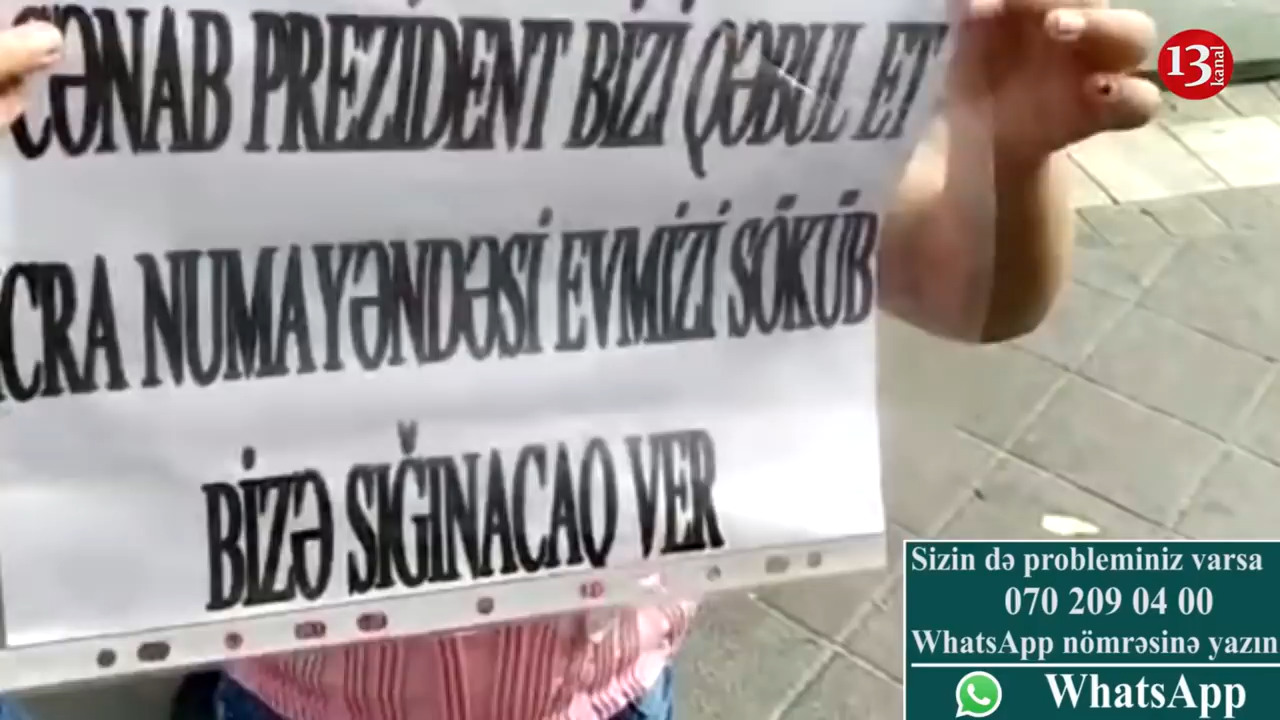 CƏNAB PREZİDENT BİZİ QƏBUL ET
İCRA NUMAYƏNDƏSİ EVMİZİ SÖKÜB
BİZƏ SIĞINACAQ VER
13 kanal
Sizin də probleminiz varsa
070 209 04 00
WhatsApp nömrəsinə yazın
WhatsApp